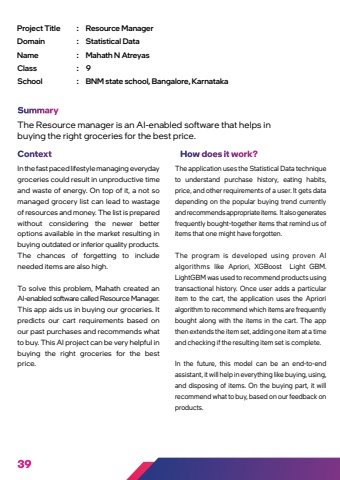 Project Title : Resource Manager
Domain : Statistical Data
Name : Mahath N Atreyas
Class : 9
School : BNM state school, Bangalore, Karnataka
Summary
The Resource manager is an AI-enabled software that helps in
buying the right groceries for the best price.
Context
In the fast paced lifestyle managing everyday
groceries could result in unproductive time
and waste of energy. On top of it, a not so
managed grocery list can lead to wastage
of resources and money. The list is prepared
without considering the newer better
options available in the market resulting in
buying outdated or inferior quality products.
The chances of forgetting to include
needed items are also high.
To solve this problem, Mahath created an
AI-enabled software called Resource Manager.
This app aids us in buying our groceries. It
predicts our cart requirements based on
our past purchases and recommends what
to buy. This AI project can be very helpful in
buying the right groceries for the best
price.
How does it work?
The application uses the Statistical Data technique
to understand purchase history, eating habits,
price, and other requirements of a user. It gets data
depending on the popular buying trend currently
and recommends appropriate items. It also generates
frequently bought-together items that remind us of
items that one might have forgotten.
The program is developed using proven AI
algorithms like Apriori, XGBoost Light GBM.
LightGBM was used to recommend products using
transactional history. Once user adds a particular
item to the cart, the application uses the Apriori
algorithm to recommend which items are frequently
bought along with the items in the cart. The app
then extends the item set, adding one item at a time
and checking if the resulting item set is complete.
In the future, this model can be an end-to-end
assistant, it will help in everything like buying, using,
and disposing of items. On the buying part, it will
recommend what to buy, based on our feedback on
products.
39